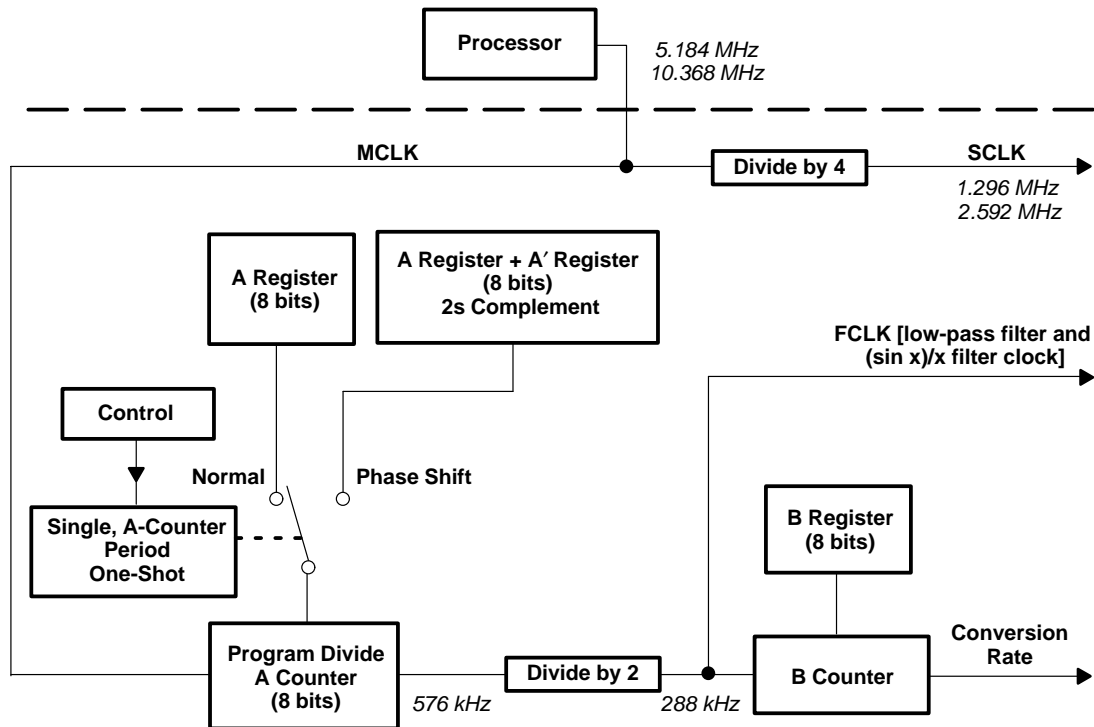 Processor
5.184 MHz
10.368 MHz
MCLK
Divide by 4
SCLK
1.296 MHz
2.592 MHz
A Register
(8 bits)
A Register + A′ Register
(8 bits)
2s Complement
FCLK [low-pass filter and
(sin x)/x filter clock]
Control
Normal
Phase Shift
Single, A-Counter
Period
One-Shot
B Register
(8 bits)
Program Divide
A Counter
(8 bits)
576 kHz
Divide by 2
288 kHz
B Counter
Conversion
Rate